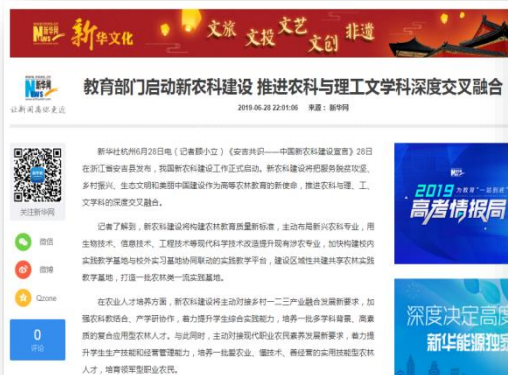 新华网
新华文化
文旅
文投
文艺
文创
非遗
www.news.cn
新华网
News
让新闻离你更近
教育部门启动新农科建设 推进农科与理工文学科深度交叉融合
2019-06-28 22:01:06 来源：新华网
关注新华网
微信
微博
Qzone
0
评论
新华社杭州6月28日电（记者顾小立）《安吉共识——中国新农科建设宣言》28日
在浙江省安吉县发布，我国新农科建设工作正式启动。新农科建设将把服务脱贫攻坚、
乡村振兴、生态文明和美丽中国建设作为高等农林教育的新使命，推进农科与理、工、
文学科的深度交叉融合。
记者了解到，新农科建设将构建农林教育质量新标准，主动布局新兴农科专业，用
生物技术、信息技术、工程技术等现代科学技术改造提升现有涉农专业，加快构建校内
实践教学基地与校外实习基地协同联动的实践教学平台，建设区域性共建共享农林实践
教学基地，打造一批农林类一流实践基地。
在农业人才培养方面，新农科建设将主动对接乡村一二三产业融合发展新要求，加
强农科教结合、产学研协作，着力提升学生综合实践能力，培养一批多学科背景、高素
质的复合应用型农林人才。与此同时，主动对接现代职业农民素养发展新要求，着力提
升学生生产技能和经营管理能力，培养一批爱农业、懂技术、善经营的实用技能型农林
人才，培育领军型职业农民。
2019
高考情报局
深度决定高度
新华能源独家